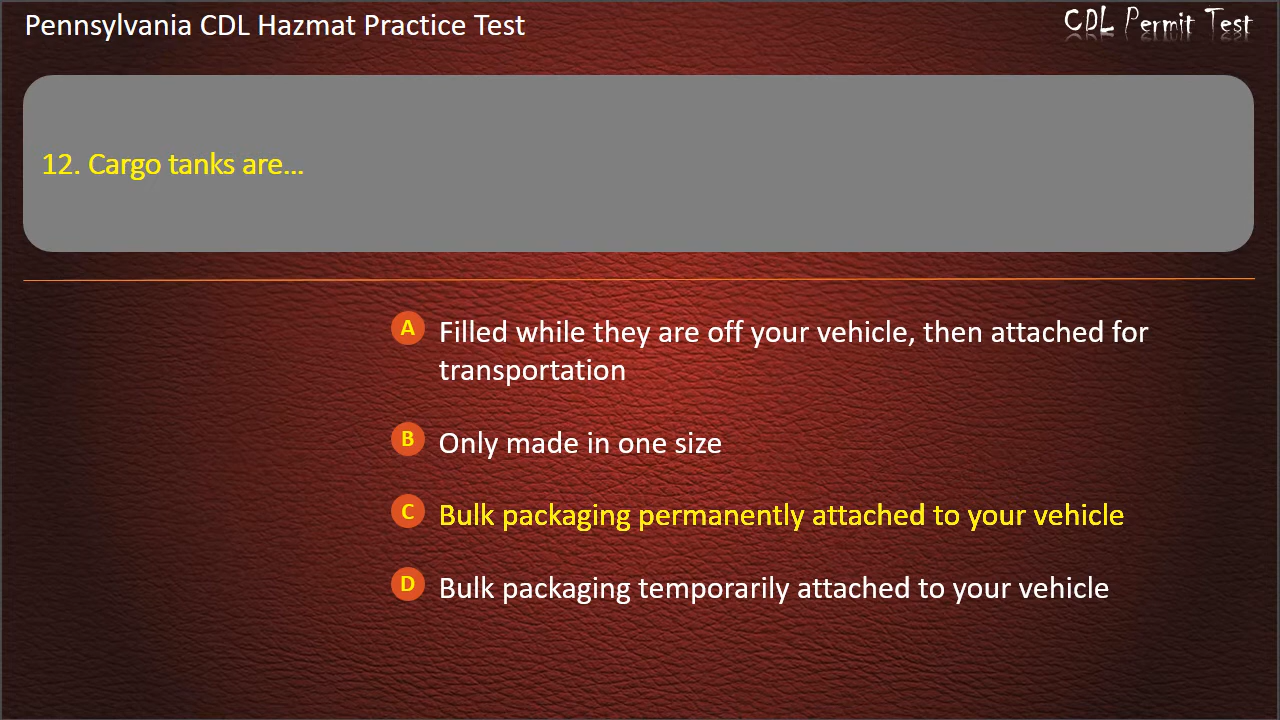 Pennsylvania CDL Hazmat Practice Test
CDL Permit Test
12. Cargo tanks are…
A Filled while they are off your vehicle, then attached for
transportation
B Only made in one size
C Bulk packaging permanently attached to your vehicle
D Bulk packaging temporarily attached to your vehicle